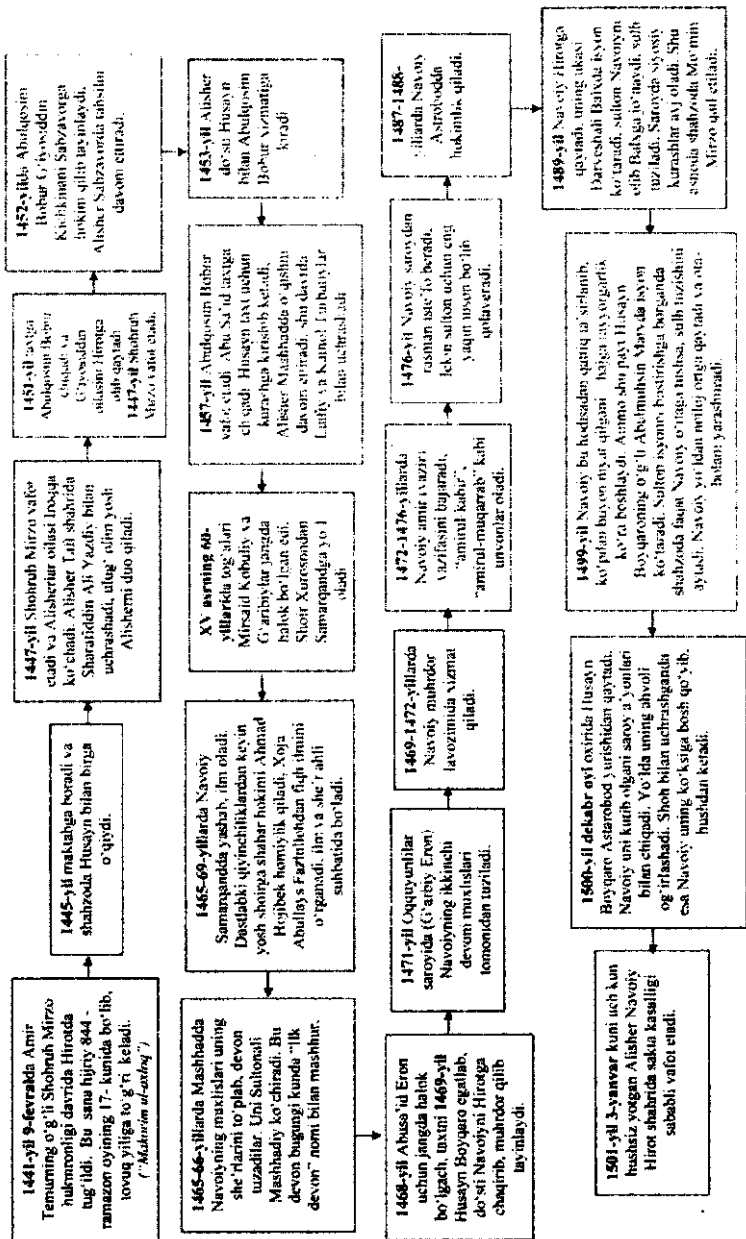 1441-yil 9-fevralda Amir
Temurning o'g'li Shohruh Mirzo
hukmronligi davrida Hirotda
tug'ildi. Bu sana hijriy 844 -
ramazon oyining 17- kunida bo'lib,
tovuq yiliga to'g'ri keladi.
("Makorim ul-axloq")
1445-yil maktabga boradi va
shahzoda Husayn bilan birga
o'qiydi.
1447-yil Shohruh Mirzo vafot
etadi va Alisherlar oilasi Iroqqa
ko'chadi. Alisher Taft shahrida
Sharafiddin Ali Yazdiy bilan
uchrashadi, ulug' olim yosh
Alisherni duo qiladi.
1451-yil taxtga
Abulqosim Bobur
chiqadi va
G'iyosiddin
oilasini Hirotga
olib qaytadi
1447-yil Shohruh
Mirzo vafot etadi.
1452-yilda Abulqosim
Bobur G'iyosiddin
Kichkinani Sabzavorga
hokim qilib tayinlaydi,
Alisher Sabzavorda tahsilni
davom ettiradi.
1453-yil Alisher
do'sti Husayn
bilan Abulqosim
Bobur xizmatiga
kiradi
1457-yil Abulqosim Bobur
vafot etadi Abu Sa'id taxtga
chiqadi. Husayn taxt uchun
kurashga kirishib ketadi,
Alisher Mashhadda o'qishni
davom ettiradi, shu davrda
Lutfiy va Kamol Turbatiylar
bilan uchrashadi
XV asrning 60-
yillarida tog'alari
Mirsaid Kobuliy va
G'aribiylar jangda
halok bo'lgan edi.
Shoir Xurosondan
Samarqandga yo'l
oladi
1465-69-yillarda Navoiy
Samarqandda yashab, ilm oladi.
Dastlabki qiyinchiliklardan keyin
yosh shoirga shahar hokimi Ahmad
Hojibek homiylik qiladi, Xoja
Abullays Fazlullohdan fiqh ilmini
o'rganadi, ilm va she'r ahli
suhbatida bo'ladi.
1465-66-yillarda Mashhadda
Navoiyning muxlislari uning
she'rlarini to'plab, devon
tuzadilar. Uni Sultonali
Mashhadiy ko'chiradi. Bu
devon bugungi kunda "Ilk
devon" nomi bilan mashhur.
1468-yil Abusa'id Eron
uchun jangda halok
bo'lgach, taxtni 1469-yil
Husayn Boyqaro egallab,
do'sti Navoiyni Hirotga
chaqirib, muhrdor qilib
tayinlaydi.
1471-yil Oqquyunlilar
saroyida (G'arbiy Eron)
Navoiyning ikkinchi
devoni muxlislari
tomonidan tuziladi.
1469-1472-yillarda
Navoiy muhrdor
lavozimida xizmat
qiladi.
1472-1476-yillarda
Navoiy amir (vazir)
vazifasini bajaradi,
"amirul kabir",
"amirul-muqarrab" kabi
unvonlar oladi.
1476-yil Navoiy saroydan
rasman iste'fo beradi,
lekin sulton uchun eng
yaqin inson bo'lib
qolaveradi.
1487-1488-
yillarda Navoiy
Astrobodda
hokimlik qiladi.
1489-yil Navoiy Hirotga
qaytadi, uning ukasi
Darveshali Balxda isyon
ko'taradi, sulton Navoiyni
olib Balxga jo'naydi, sulh
tuziladi. Saroyda siyosiy
kurashlar avj oladi. Shu
asnoda shahzoda Mo'min
Mirzo qatl etiladi.
1499-yil Navoiy bu hodisadan qattiq ta'sirlanib,
ko'pdan buyon niyat qilgani hajga tayyorgarlik
ko'ra boshlaydi. Ammo shu payt Husayn
Boyqaroning o'g'li Abulmuhsin Marvda isyon
ko'taradi. Sulton isyonni bostirishga borganda
shahzoda faqat Navoiy o'rtaga tushsa, sulh tuzishini
aytadi. Navoiy yo'ldan ortga qaytadi va ota-
bolani yarashtiradi.
1500-yil dekabr oyi oxirida Husayn
Boyqaro Astarobod yurishidan qaytadi.
Navoiy uni kutib olgani saroy a'yonlari
bilan chiqadi. Yo'lda uning ahvoli
og'irlashadi. Shoh bilan uchrashganda
esa Navoiy uning ko'ksiga bosh qo'yib,
hushdan ketadi.
1501-yil 3-yanvar kuni uch kun
hushsiz yotgan Alisher Navoiy
Hirot shahrida sakta kasalligi
sababli vafot etadi.